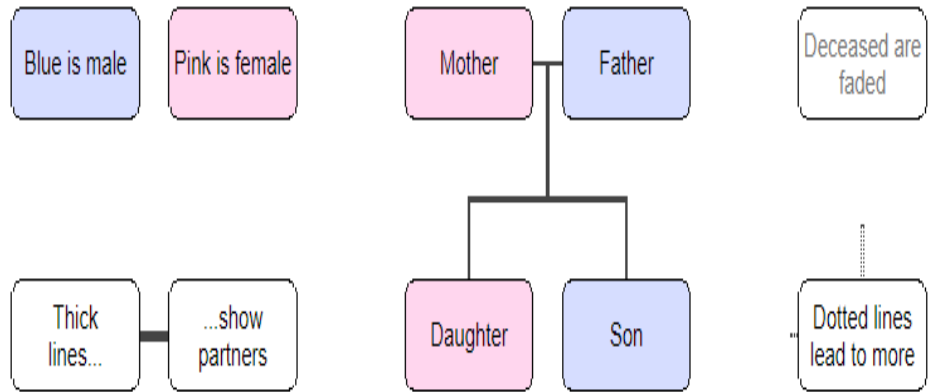 Blue is male
Pink is female
Mother
Father
Deceased are
faded
Thick
lines...
...show
partners
Daughter
Son
Dotted lines
lead to more